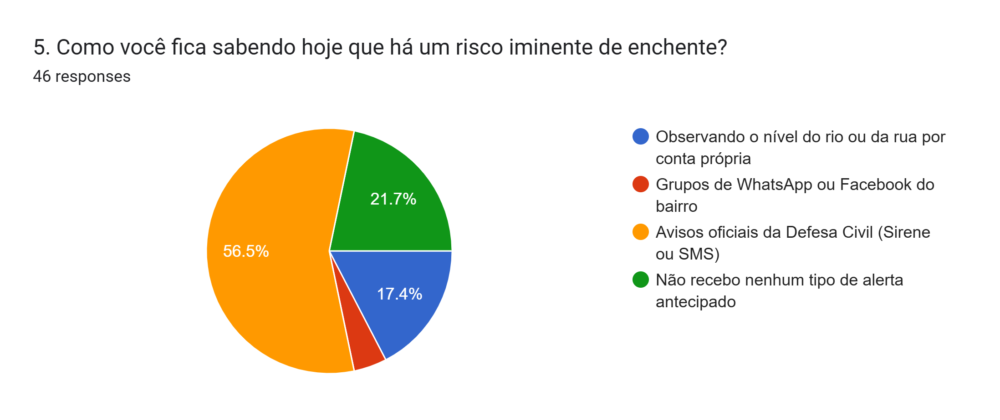 5. Como você fica sabendo hoje que há um risco iminente de enchente?
46 responses
21.7%
56.5%
17.4%
Observando o nível do rio ou da rua por
conta própria
Grupos de WhatsApp ou Facebook do
bairro
Avisos oficiais da Defesa Civil (Sirene
ou SMS)
Não recebo nenhum tipo de alerta
antecipado